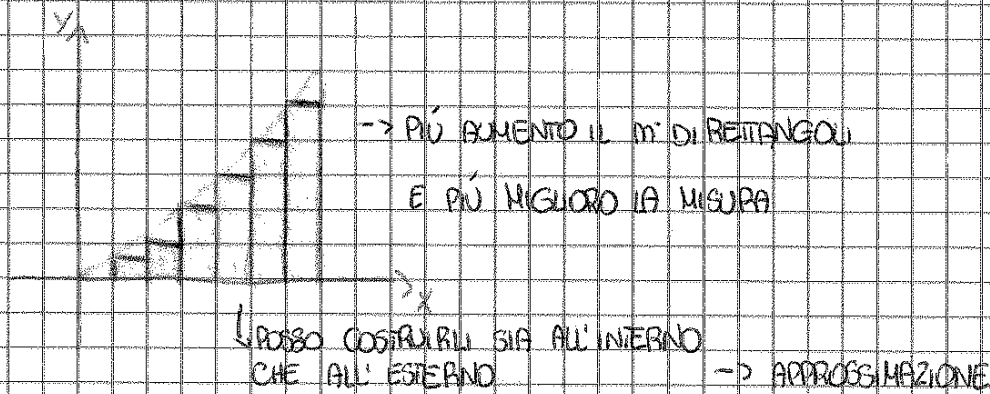 Y
-> PIÚ AUMENTO IL n° DI RETTANGOLI
E PIÚ MIGLIORO LA MISURA
X
POSSO COSTRUIRLI SIA ALL'INTERNO
CHE ALL'ESTERNO -> APPROSSIMAZIONE